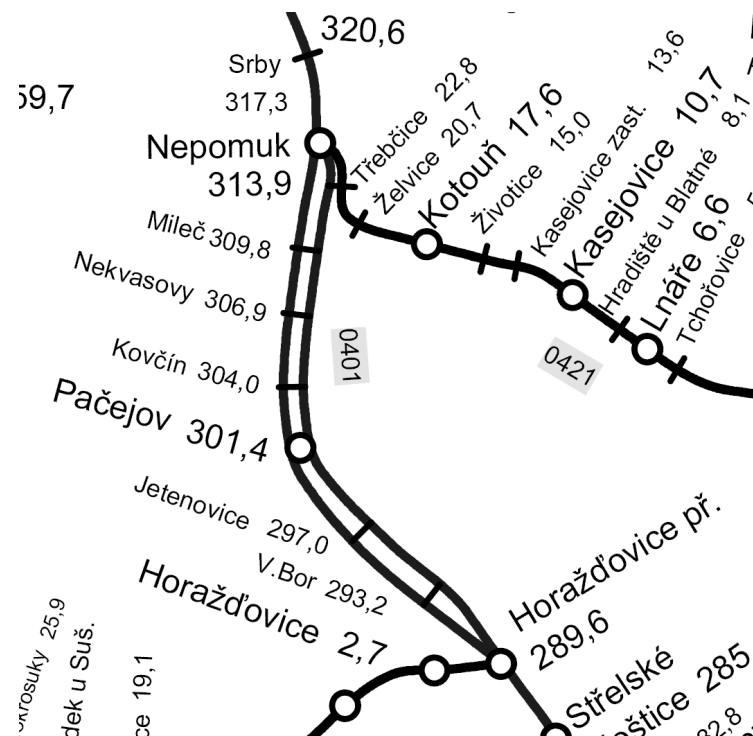 320,6
Srby
317,3
59,7
Nepomuk
313,9
Třebčice 22,8
Želvice 20,7
Kotouň 17,6
Životice 15,0
Kasejovice zast. 13,6
Kasejovice 10,7
Hradiště u Blatné 8,1
Lnáře 6,6
Tchořovice
Mileč 309,8
Nekvasovy 306,9
Kovčín 304,0
0401
0421
Pačejov 301,4
Jetenovice 297,0
V.Bor 293,2
Horažďovice 2,7
Horažďovice př.
289,6
Střelské
285
25,9
dek u Suš.
19,1